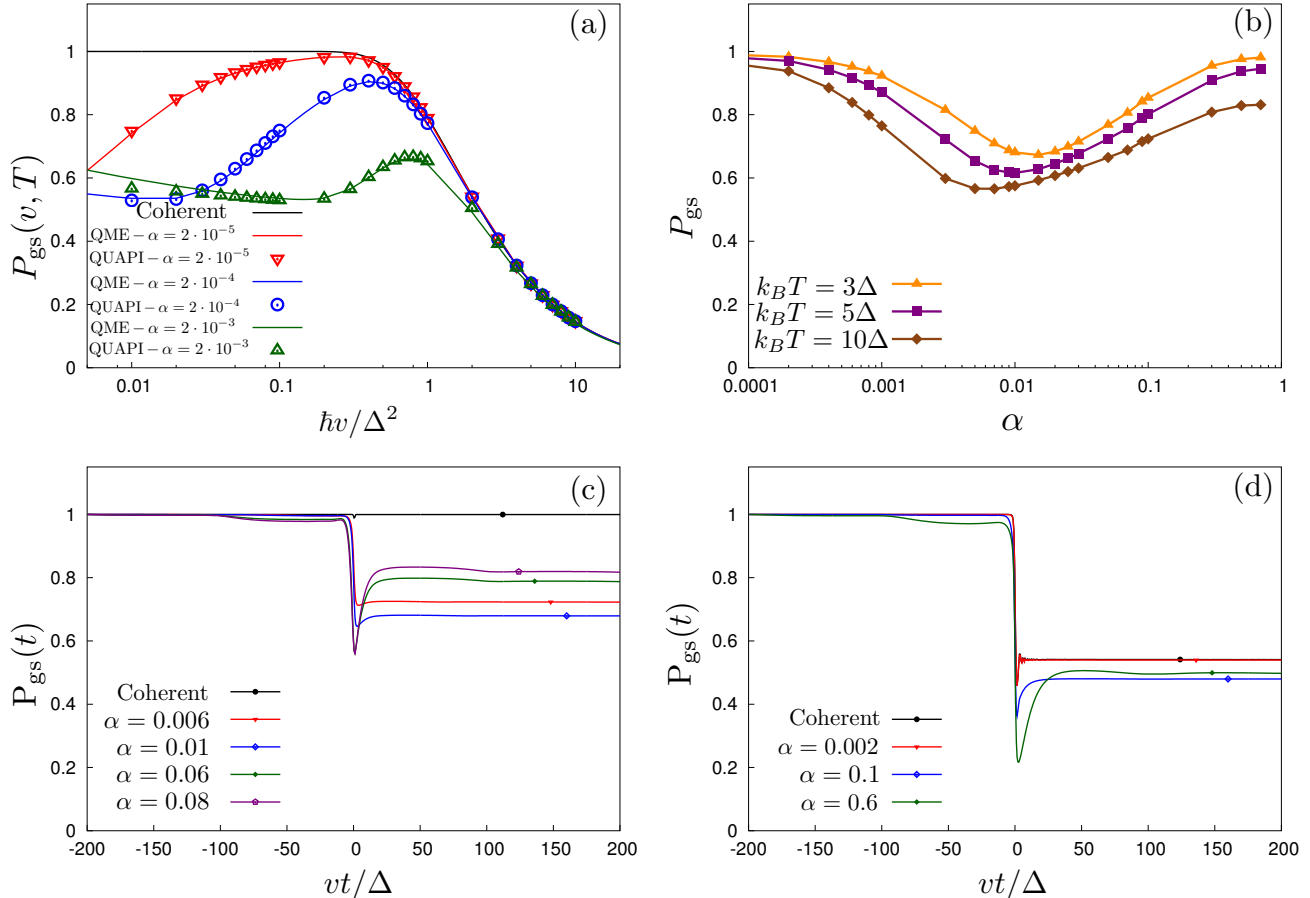 (a)
P_gs(v, T)
1
0.8
0.6
0.4
0.2
0
Coherent
QME − α = 2 · 10⁻⁵
QUAPI − α = 2 · 10⁻⁵
QME − α = 2 · 10⁻⁴
QUAPI − α = 2 · 10⁻⁴
QME − α = 2 · 10⁻³
QUAPI − α = 2 · 10⁻³
0.01 0.1 1 10
ħv/Δ²
(b)
P_gs
1
0.8
0.6
0.4
0.2
0
k_BT = 3Δ
k_BT = 5Δ
k_BT = 10Δ
0.0001 0.001 0.01 0.1 1
α
(c)
P_gs(t)
1
0.8
0.6
0.4
0.2
0
Coherent
α = 0.006
α = 0.01
α = 0.06
α = 0.08
-200 -150 -100 -50 0 50 100 150 200
vt/Δ
(d)
P_gs(t)
1
0.8
0.6
0.4
0.2
0
Coherent
α = 0.002
α = 0.1
α = 0.6
-200 -150 -100 -50 0 50 100 150 200
vt/Δ